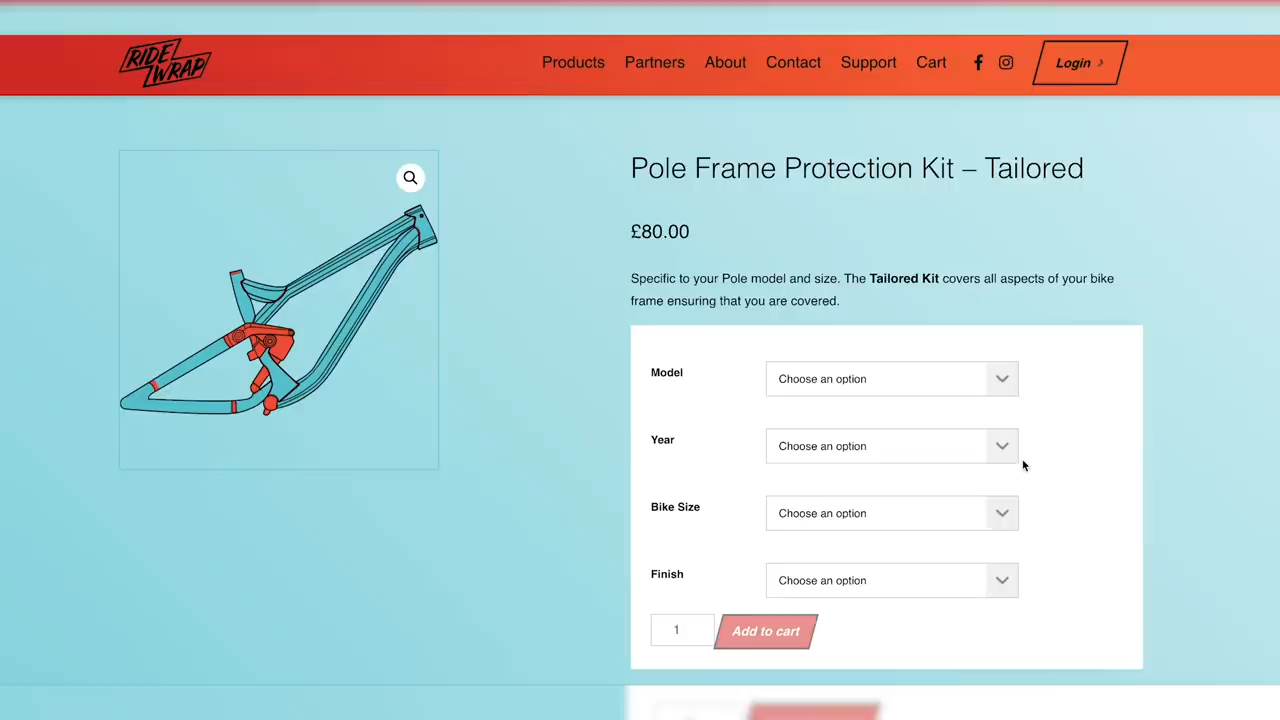 RIDE
WRAP
Products Partners About Contact Support Cart Login
Pole Frame Protection Kit – Tailored
£80.00
Specific to your Pole model and size. The Tailored Kit covers all aspects of your bike
frame ensuring that you are covered.
Model Choose an option
Year Choose an option
Bike Size Choose an option
Finish Choose an option
1 Add to cart